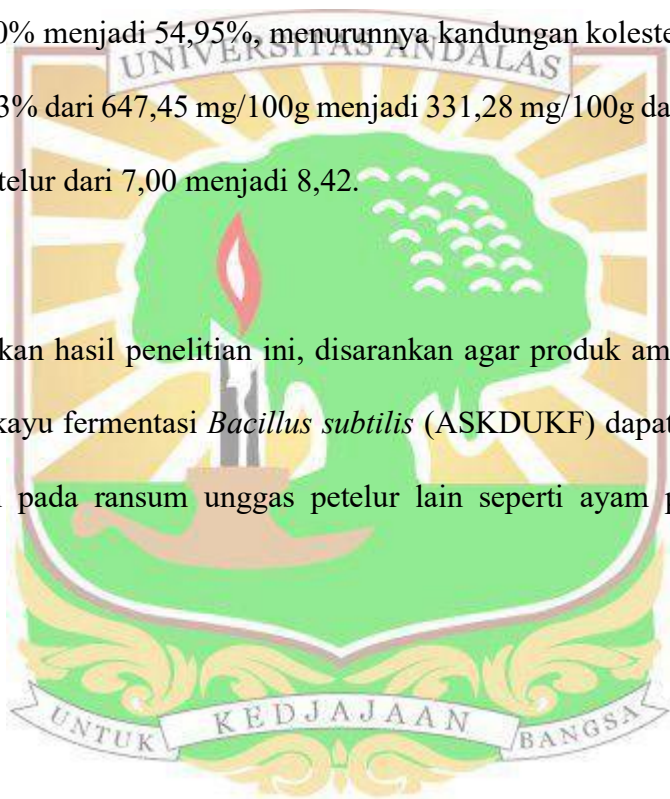 0% menjadi 54,95%, menurunnya kandungan koleste
UNIVERSITAS ANDALAS
3% dari 647,45 mg/100g menjadi 331,28 mg/100g da
telur dari 7,00 menjadi 8,42.
kan hasil penelitian ini, disarankan agar produk am
kayu fermentasi Bacillus subtilis (ASKDUKF) dapat
pada ransum unggas petelur lain seperti ayam p
UNTUK KEDJAJAAN BANGSA